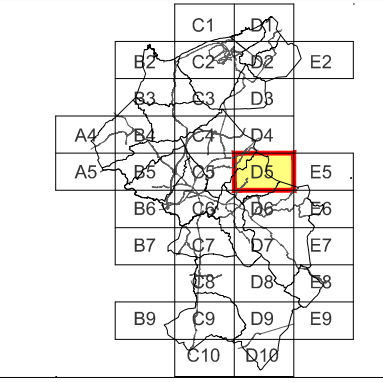 C1 D1
B2 C2 D2 E2
B3 C3 D3
A4 B4 C4 D4
A5 B5 C5 D5 E5
B6 C6 D6 E6
B7 C7 D7 E7
C8 D8 E8
B9 C9 D9 E9
C10 D10